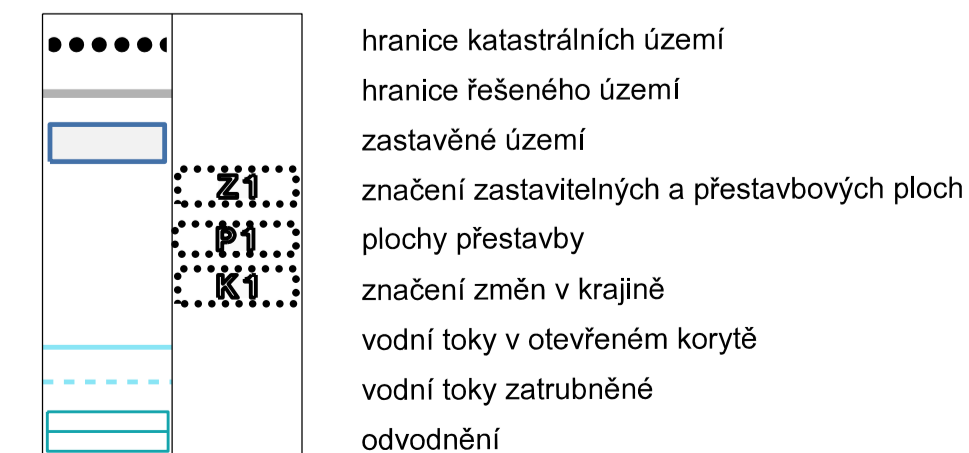 hranice katastrálních území
hranice řešeného území
zastavěné území
Z1 značení zastavitelných a přestavbových ploch
P1 plochy přestavby
K1 značení změn v krajině
vodní toky v otevřeném korytě
vodní toky zatrubněné
odvodnění